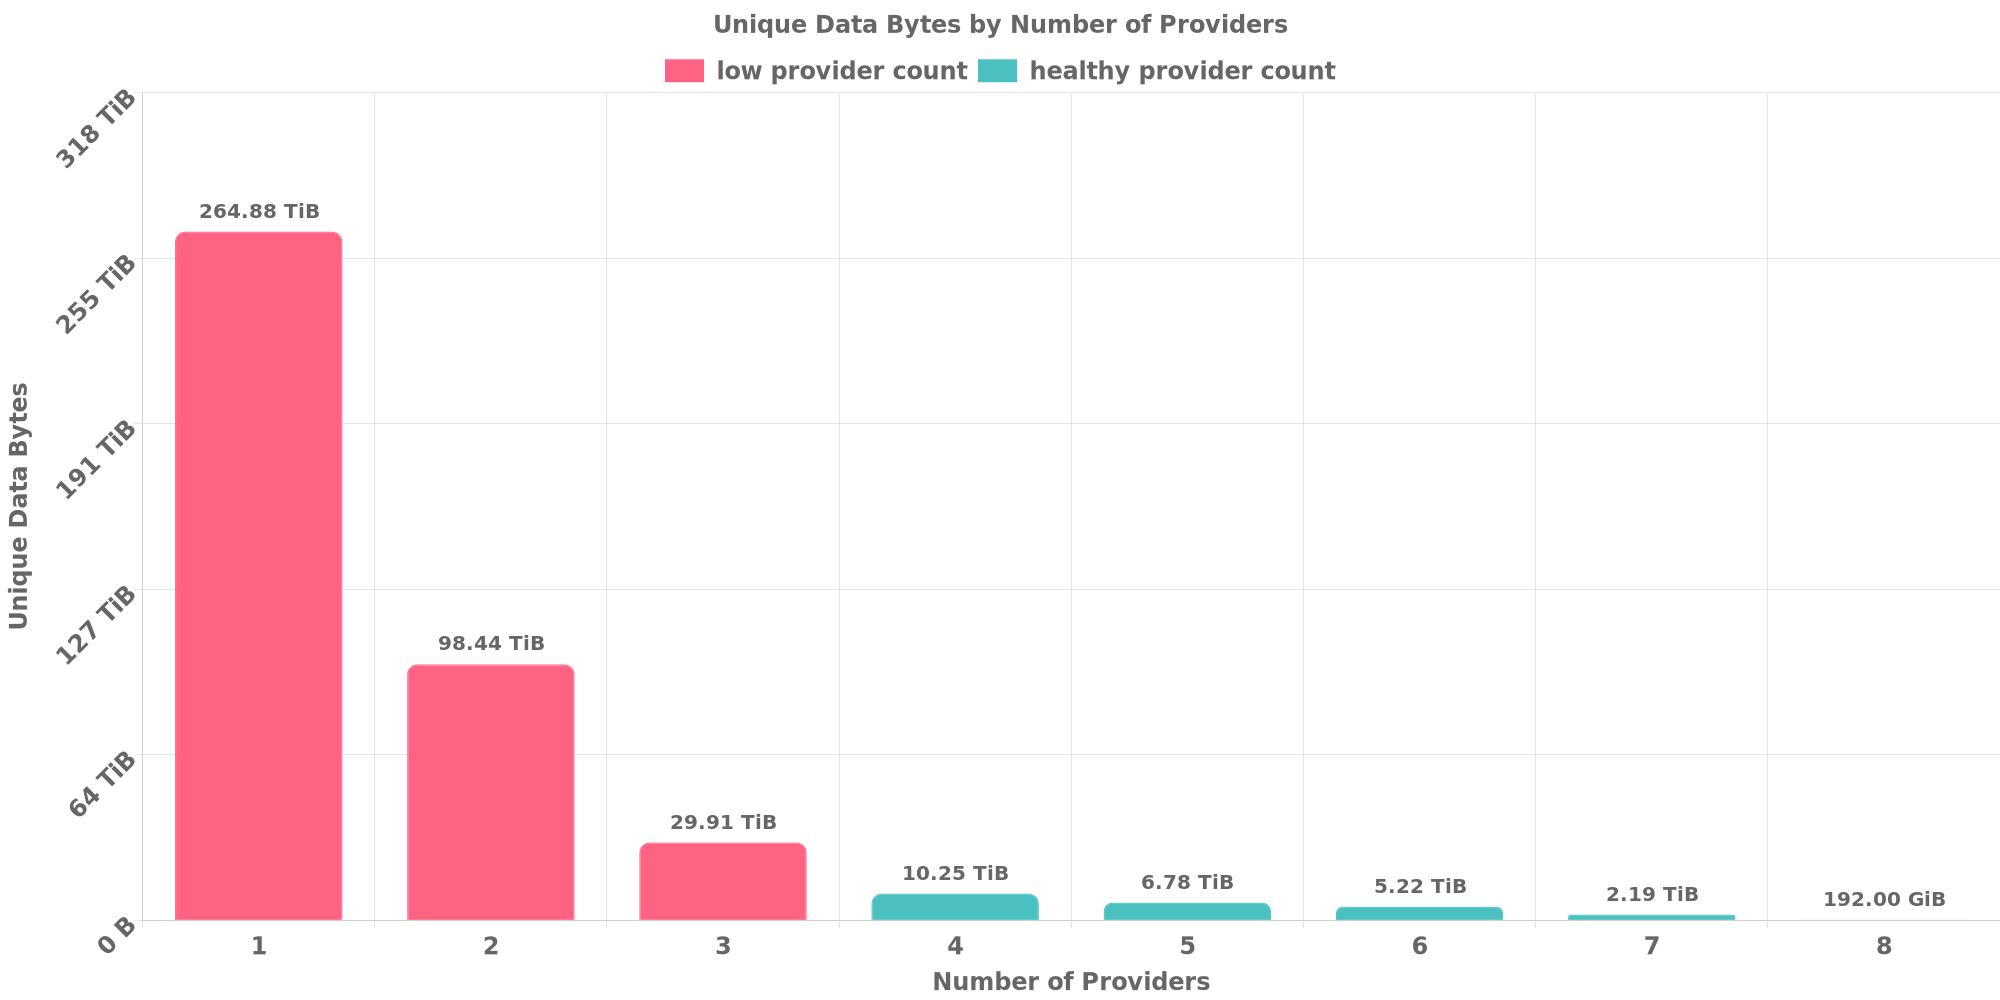 Unique Data Bytes by Number of Providers
low provider count healthy provider count
318 TiB
255 TiB
191 TiB
127 TiB
64 TiB
0 B
Unique Data Bytes
264.88 TiB
98.44 TiB
29.91 TiB
10.25 TiB
6.78 TiB
5.22 TiB
2.19 TiB
192.00 GiB
1 2 3 4 5 6 7 8
Number of Providers